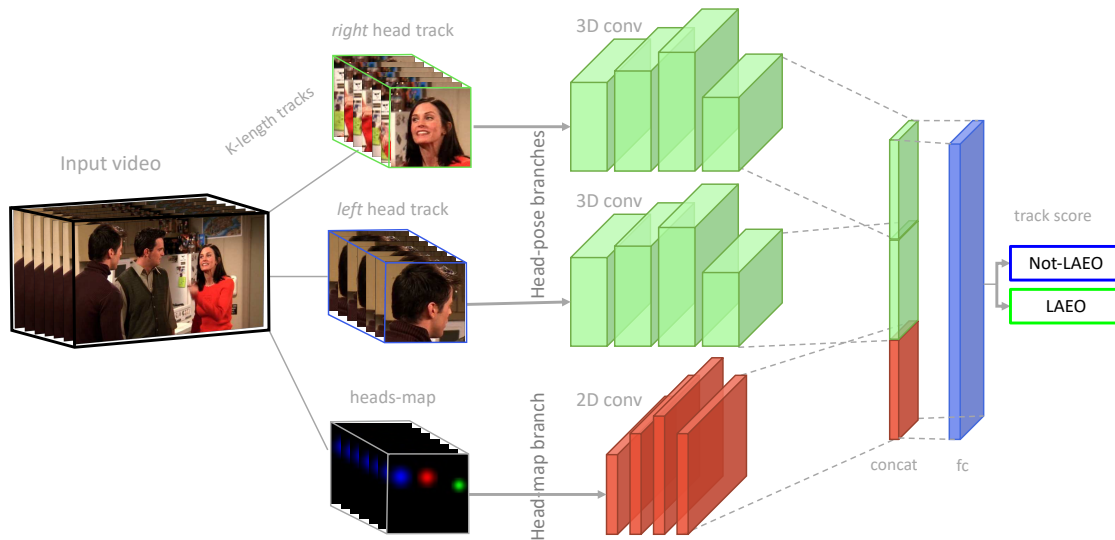 right head track
3D conv
K-length tracks
Input video
Head-pose branches
left head track
3D conv
track score
Not-LAEO
LAEO
heads-map
2D conv
Head-map branch
concat
fc